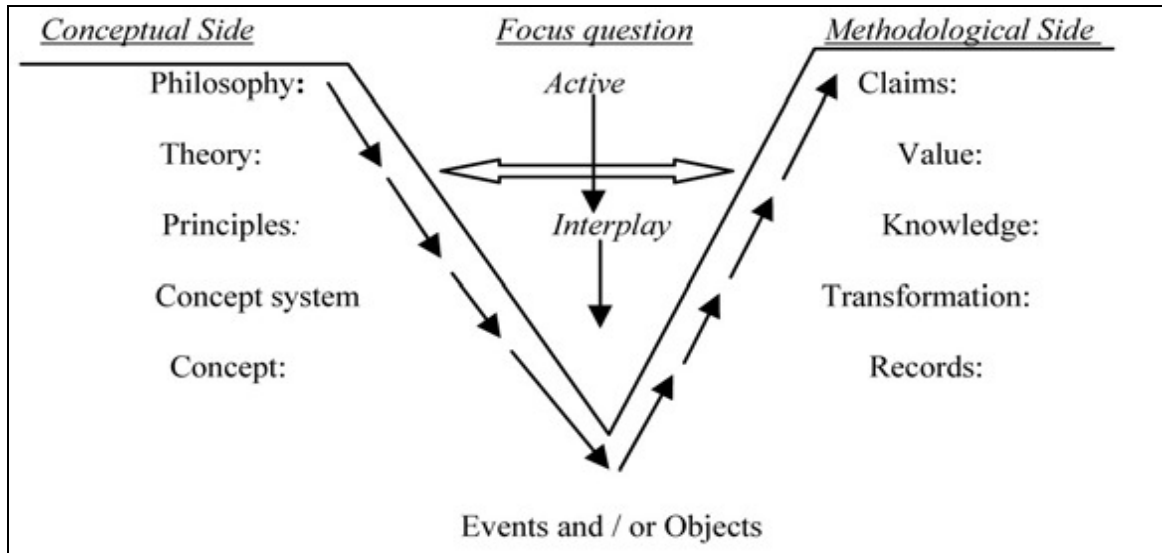 Conceptual Side Focus question Methodological Side
Philosophy: Active Claims:
Theory: Value:
Principles: Interplay Knowledge:
Concept system Transformation:
Concept: Records:
Events and / or Objects